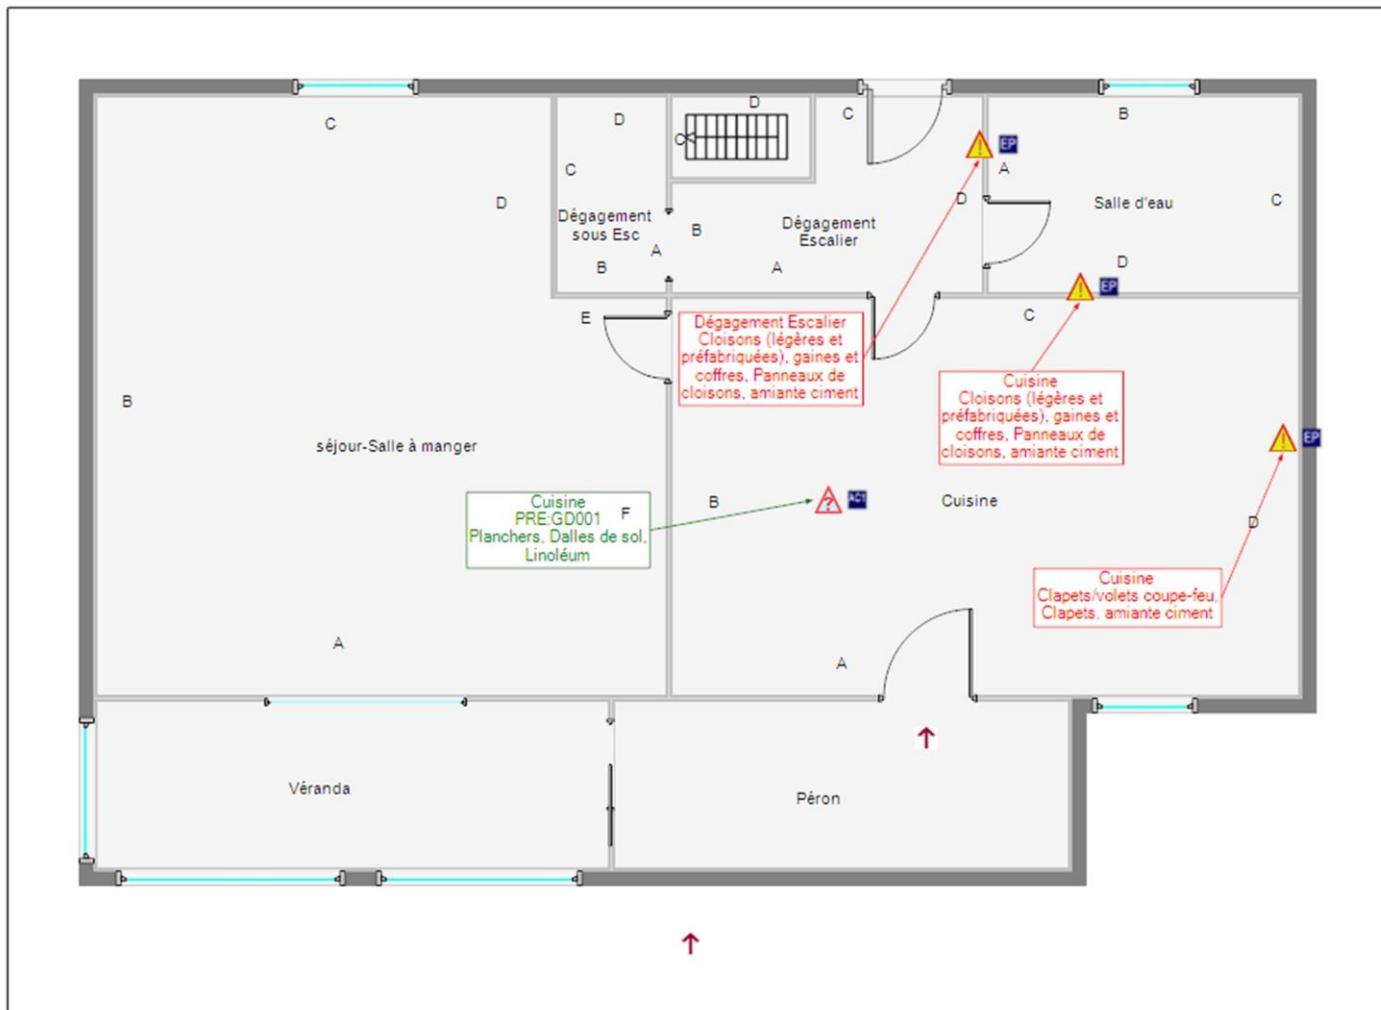 C
D
D
C
B
EP
C
C
A
D
D
Salle d'eau
C
Dégagement
sous Esc
B
Dégagement
Escalier
A
B
A
D
EP
E
C
Dégagement Escalier
Cloisons (légères et
préfabriquées), gaines et
coffres, Panneaux de
cloisons, amiante ciment
Cuisine
Cloisons (légères et
préfabriquées), gaines et
coffres, Panneaux de
cloisons, amiante ciment
B
séjour-Salle à manger
EP
Cuisine
PRE:GD001
Planchers, Dalles de sol,
Linoléum
F
B
?
AC1
Cuisine
D
Cuisine
Clapets/volets coupe-feu,
Clapets, amiante ciment
A
A
Véranda
Péron